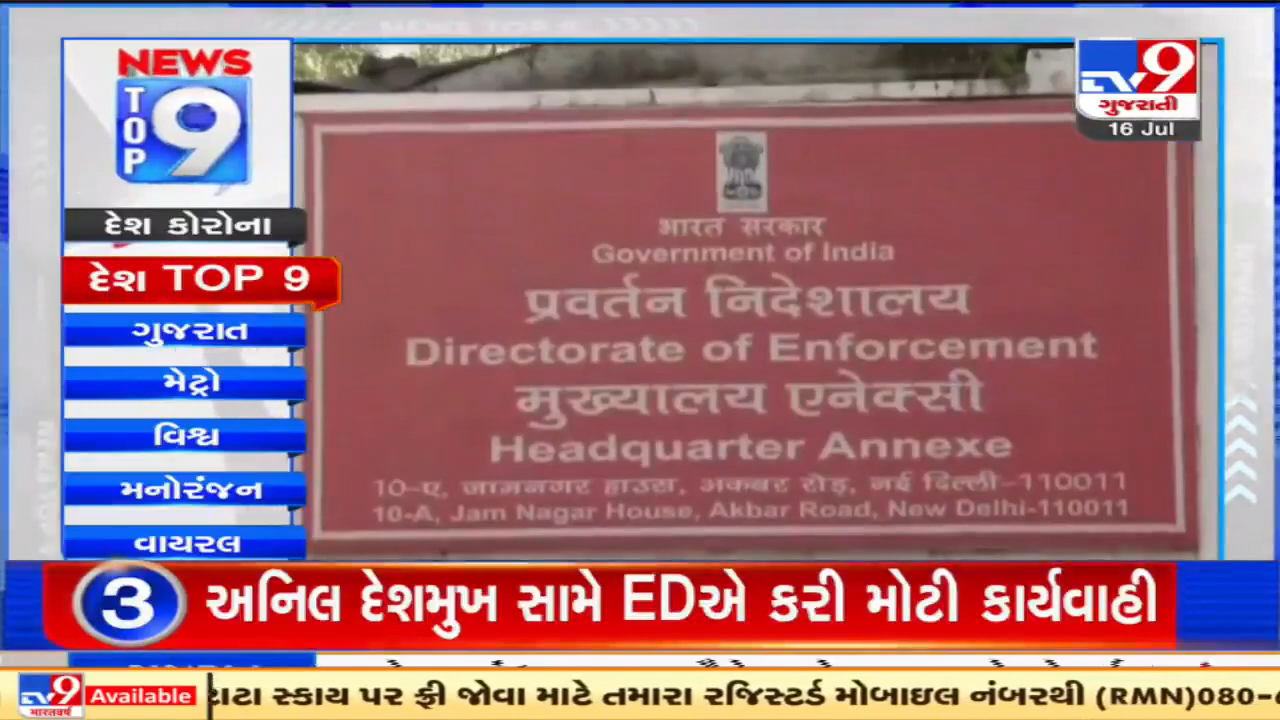 NEWS
TOP
9
TV9
ગુજરાતી
16 Jul
દેશ કોરોના
દેશ TOP 9
ગુજરાત
મેટ્રો
વિશ્વ
મનોરંજન
વાયરલ
भारत सरकार
Government of India
प्रवर्तन निदेशालय
Directorate of Enforcement
मुख्यालय एनेक्सी
Headquarter Annexe
10-ए, जामनगर हाउस, अकबर रोड़, नई दिल्ली-110011
10-A, Jam Nagar House, Akbar Road, New Delhi-110011
3 અનિલ દેશમુખ સામે EDએ કરી મોટી કાર્યવાહી
TV9
भारतवर्ष
Available
સ્કાય પર ફ્રી જોવા માટે તમારા રજિસ્ટર્ડ મોબાઇલ નંબરથી (RMN)080-